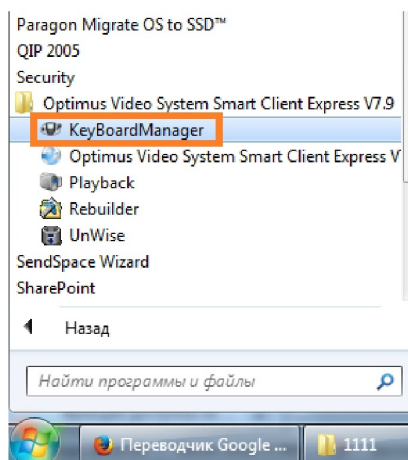 Paragon Migrate OS to SSD™
QIP 2005
Security
Optimus Video System Smart Client Express V7.9
KeyBoardManager
Optimus Video System Smart Client Express V
Playback
Rebuilder
UnWise
SendSpace Wizard
SharePoint
Назад
Найти программы и файлы
Переводчик Google ...
1111